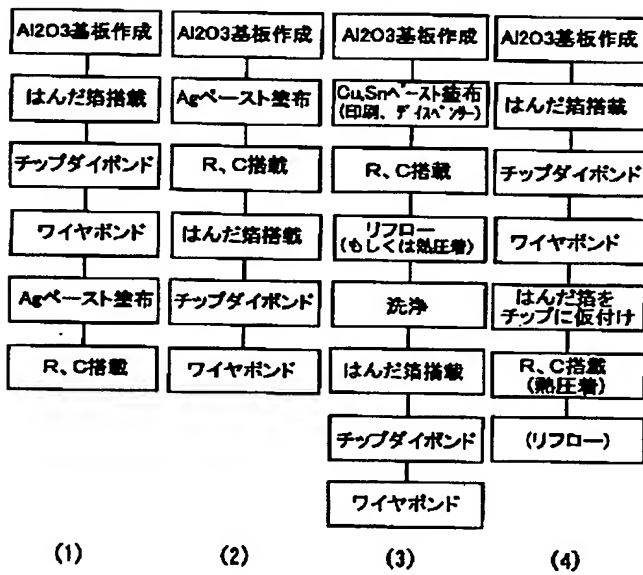 Al2O3基板作成
はんだ箔搭載
チップダイボンド
ワイヤボンド
Agペースト塗布
R、C搭載
(1)
Al2O3基板作成
Agペースト塗布
R、C搭載
はんだ箔搭載
チップダイボンド
ワイヤボンド
(2)
Al2O3基板作成
Cu,Snペースト塗布
(印刷、ディスペンサー)
R、C搭載
リフロー
(もしくは熱圧着)
洗浄
はんだ箔搭載
チップダイボンド
ワイヤボンド
(3)
Al2O3基板作成
はんだ箔搭載
チップダイボンド
ワイヤボンド
はんだ箔を
チップに仮付け
R、C搭載
(熱圧着)
(リフロー)
(4)